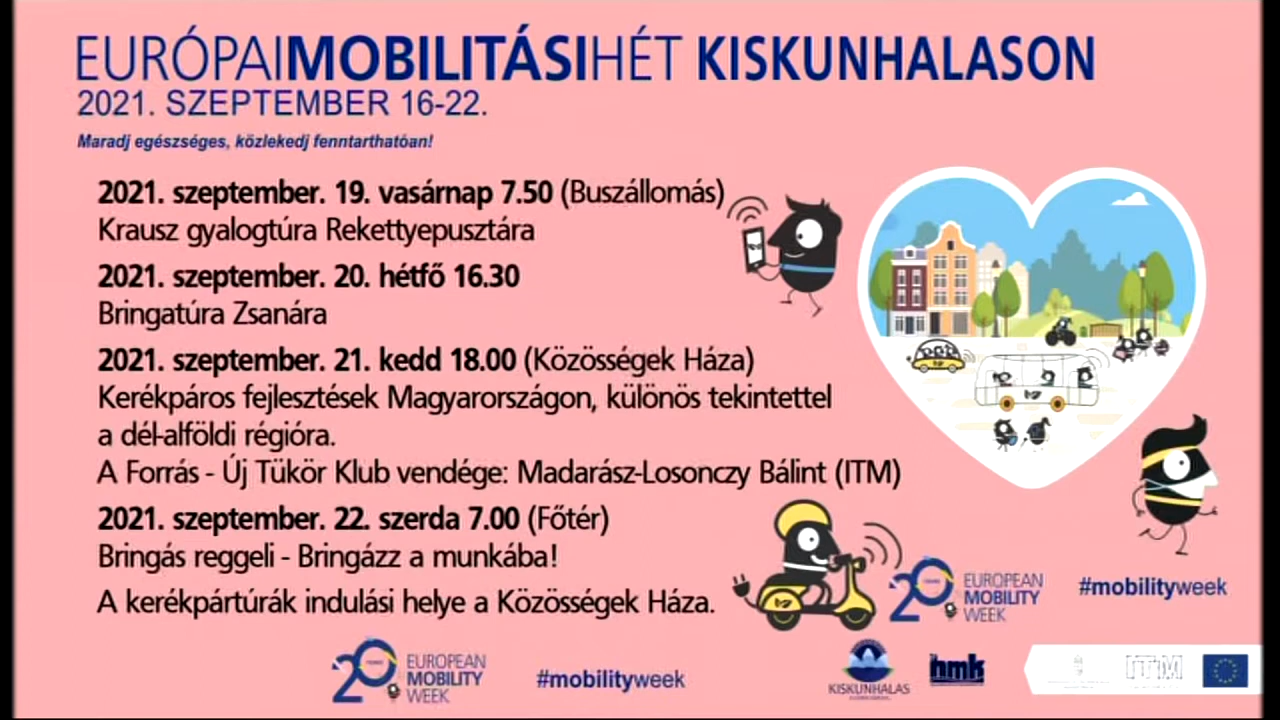 EURÓPAIMOBILITÁSIHÉT KISKUNHALASON
2021. SZEPTEMBER 16-22.
Maradj egészséges, közlekedj fenntarthatóan!
2021. szeptember. 19. vasárnap 7.50 (Buszállomás)
Krausz gyalogtúra Rekettyepusztára
2021. szeptember. 20. hétfő 16.30
Bringatúra Zsanára
2021. szeptember. 21. kedd 18.00 (Közösségek Háza)
Kerékpáros fejlesztések Magyarországon, különös tekintettel
a dél-alföldi régióra.
A Forrás - Új Tükör Klub vendége: Madarász-Losonczy Bálint (ITM)
2021. szeptember. 22. szerda 7.00 (Főtér)
Bringás reggeli - Bringázz a munkába!
A kerékpártúrák indulási helye a Közösségek Háza.
20 YEARS
EUROPEAN
MOBILITY
WEEK
#mobilityweek
20 YEARS
EUROPEAN
MOBILITY
WEEK
#mobilityweek
KISKUNHALAS
hmk
ITM